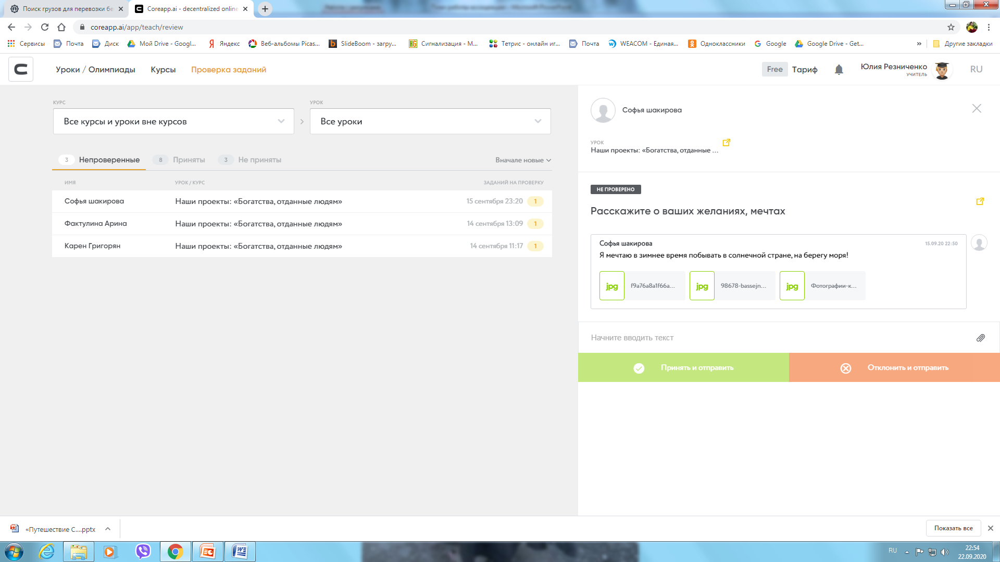 Поиск грузов для перевозки бе
Coreapp.ai - decentralized online
coreapp.ai/app/teach/review
Сервисы Почта Диск Мой Drive - Googl... Яндекс Веб-альбомы Picas... SlideBoom - загру... Сигнализация - М... Тетрис - онлайн иг... Почта WEACOM - Единая... Одноклассники Google Google Drive - Get... » Другие закладки
Уроки / Олимпиады Курсы Проверка заданий Free Тариф Юлия Резниченко RU
УЧИТЕЛЬ
КУРС УРОК
Все курсы и уроки вне курсов > Все уроки
3 Непроверенные 8 Приняты 3 Не приняты Вначале новые
ИМЯ УРОК / КУРС ЗАДАНИЙ НА ПРОВЕРКУ
Софья шакирова Наши проекты: «Богатства, отданные людям» 15 сентября 23:20 1
Фактулина Арина Наши проекты: «Богатства, отданные людям» 14 сентября 13:09 1
Карен Григорян Наши проекты: «Богатства, отданные людям» 14 сентября 11:17 1
Софья шакирова
УРОК
Наши проекты: «Богатства, отданные ...
НЕ ПРОВЕРЕНО
Расскажите о ваших желаниях, мечтах
Софья шакирова 15.09.20 22:50
Я мечтаю в зимнее время побывать в солнечной стране, на берегу моря!
jpg f9a76a8a1f66a... jpg 98678-bassejn... jpg Фотографии-к...
Начните вводить текст
Принять и отправить Отклонить и отправить
«Путешествие С....pptx Показать все
RU 22:54
22.09.2020